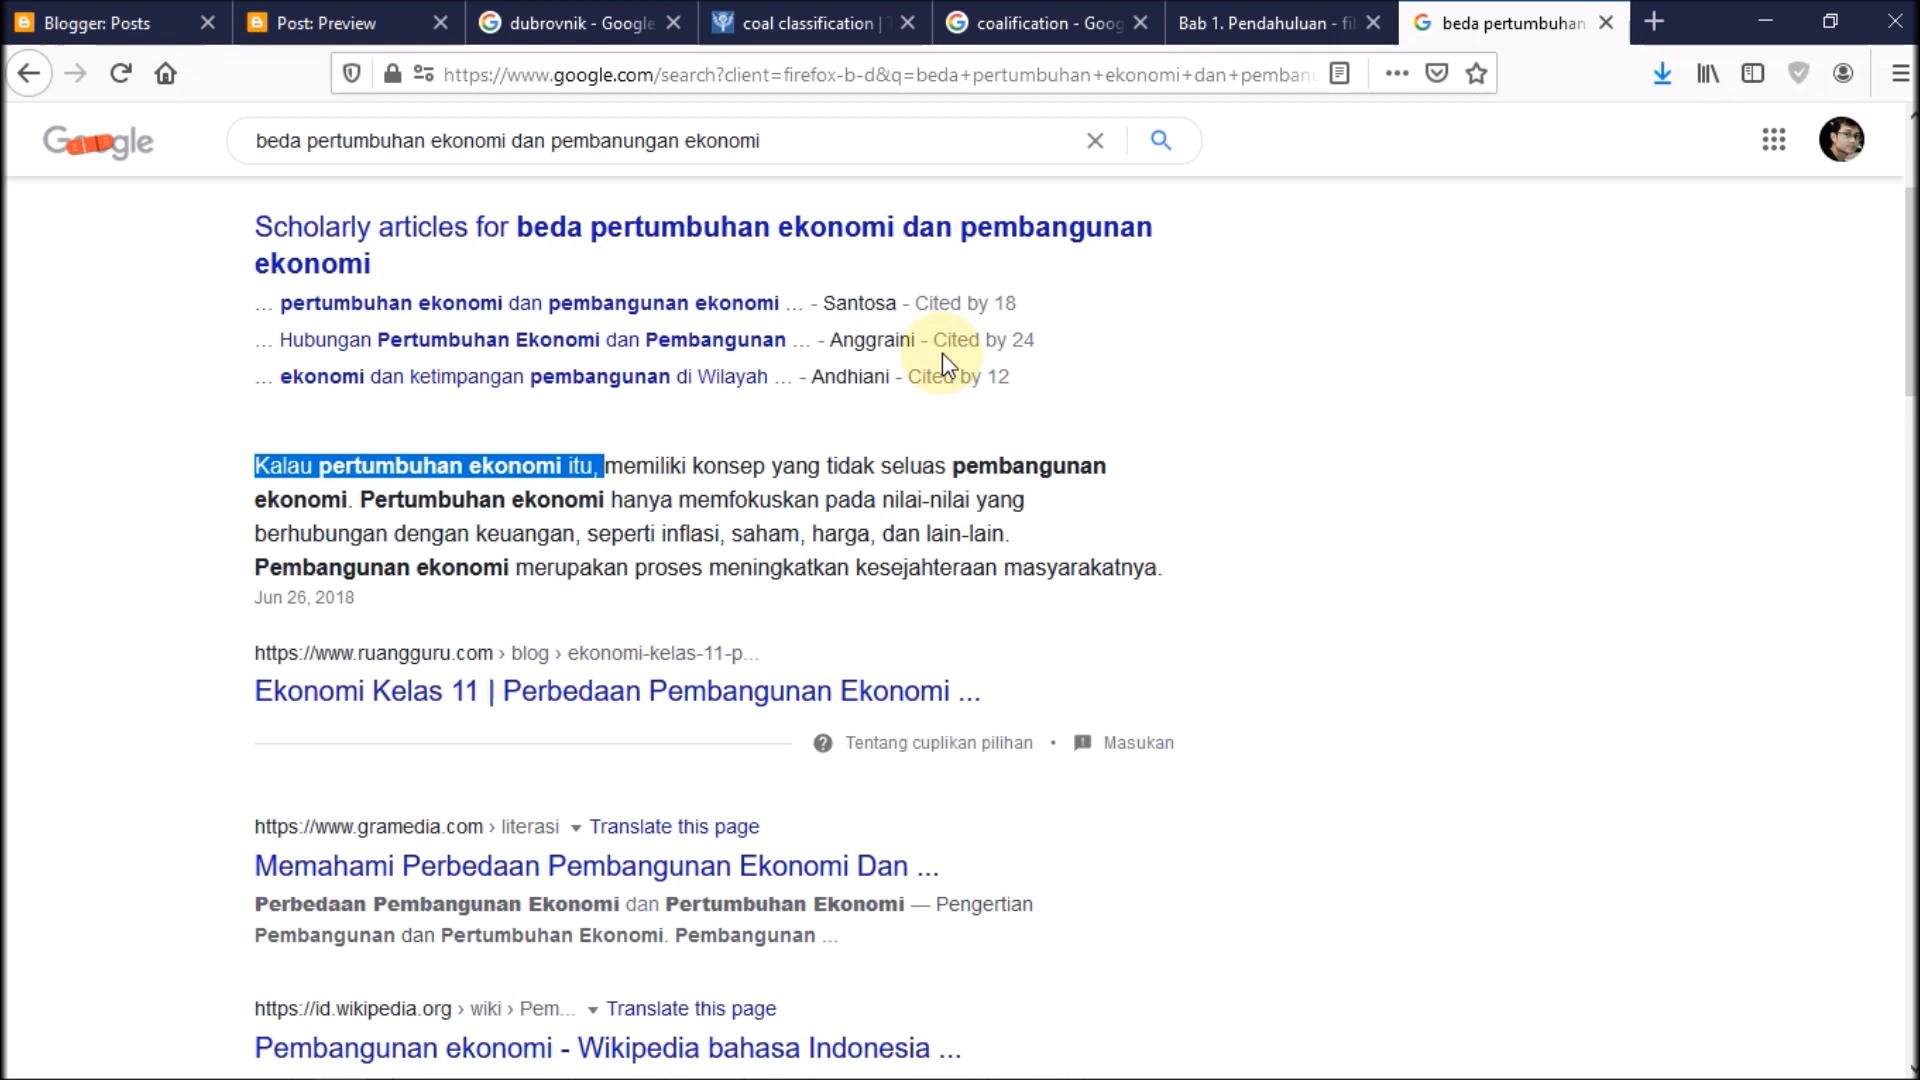 Blogger: Posts
Post: Preview
dubrovnik - Google
coal classification |
coalification - Goog
Bab 1. Pendahuluan - fi
beda pertumbuhan
https://www.google.com/search?client=firefox-b-d&q=beda+pertumbuhan+ekonomi+dan+pemban
Google
beda pertumbuhan ekonomi dan pembanungan ekonomi
Scholarly articles for beda pertumbuhan ekonomi dan pembangunan
ekonomi
... pertumbuhan ekonomi dan pembangunan ekonomi ... - Santosa - Cited by 18
... Hubungan Pertumbuhan Ekonomi dan Pembangunan ... - Anggraini - Cited by 24
... ekonomi dan ketimpangan pembangunan di Wilayah ... - Andhiani - Cited by 12
Kalau pertumbuhan ekonomi itu, memiliki konsep yang tidak seluas pembangunan
ekonomi. Pertumbuhan ekonomi hanya memfokuskan pada nilai-nilai yang
berhubungan dengan keuangan, seperti inflasi, saham, harga, dan lain-lain.
Pembangunan ekonomi merupakan proses meningkatkan kesejahteraan masyarakatnya.
Jun 26, 2018
https://www.ruangguru.com › blog › ekonomi-kelas-11-p...
Ekonomi Kelas 11 | Perbedaan Pembangunan Ekonomi ...
Tentang cuplikan pilihan • Masukan
https://www.gramedia.com › literasi Translate this page
Memahami Perbedaan Pembangunan Ekonomi Dan ...
Perbedaan Pembangunan Ekonomi dan Pertumbuhan Ekonomi — Pengertian
Pembangunan dan Pertumbuhan Ekonomi. Pembangunan ...
https://id.wikipedia.org › wiki › Pem... Translate this page
Pembangunan ekonomi - Wikipedia bahasa Indonesia ...